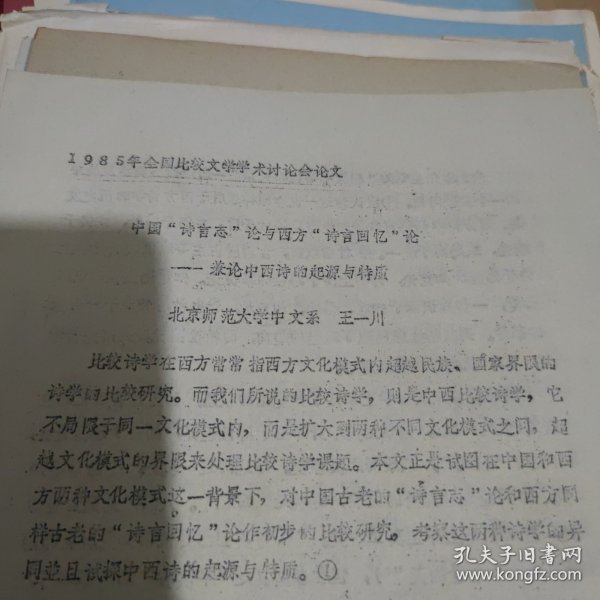 1985年全国比较文学学术讨论会论文
中国“诗言志”论与西方“诗言回忆”论
——兼论中西诗的起源与特质
北京师范大学中文系 王一川
比较诗学在西方常常指西方文化模式内超越民族、国家界限的
诗学的比较研究。而我们所说的比较诗学，则是中西比较诗学，它
不局限于同一文化模式内，而是扩大到两种不同文化模式之间，超
越文化模式的界限来处理比较诗学课题。本文正是试图在中国和西
方两种文化模式这一背景下，对中国古老的“诗言志”论和西方同
样古老的“诗言回忆”论作初步的比较研究，考察这两种诗学的异
同並且试探中西诗的起源与特质。①
孔夫子旧书网
www.kongfz.com